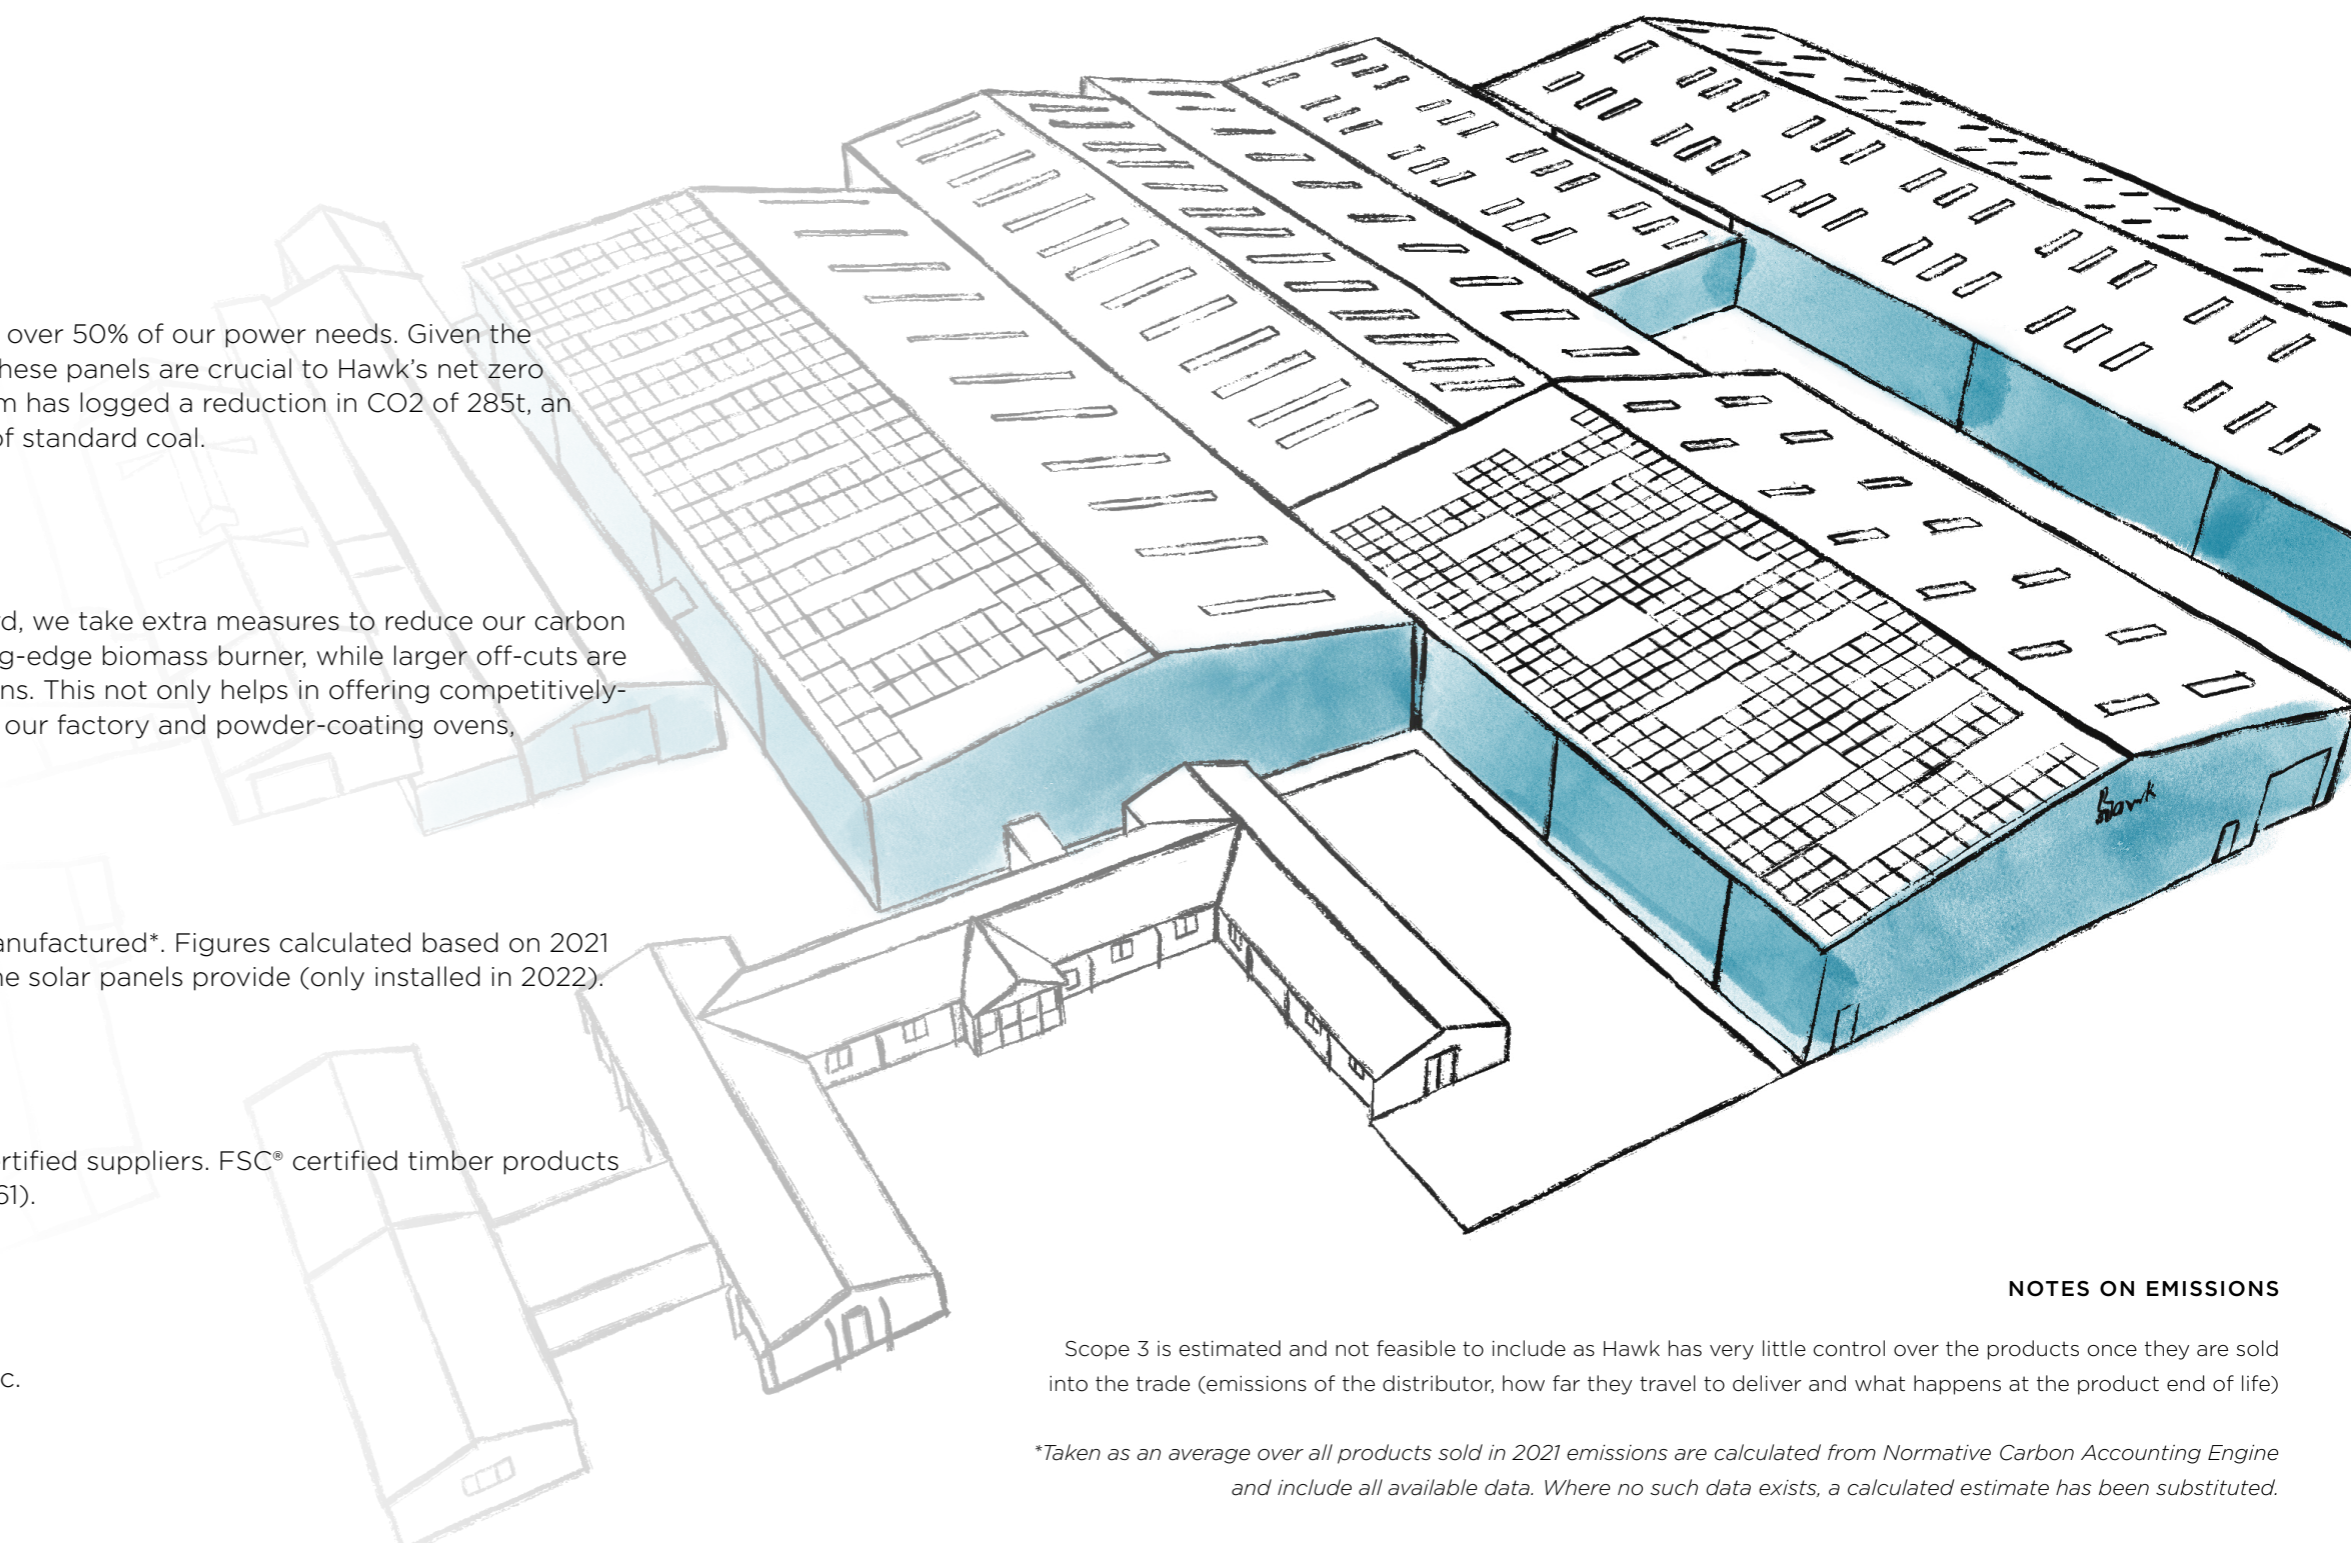 over 50% of our power needs. Given the
hese panels are crucial to Hawk's net zero
m has logged a reduction in CO2 of 285t, an
of standard coal.
rd, we take extra measures to reduce our carbon
g-edge biomass burner, while larger off-cuts are
ns. This not only helps in offering competitively-
our factory and powder-coating ovens,
Hawk
anufactured*. Figures calculated based on 2021
he solar panels provide (only installed in 2022).
ertified suppliers. FSC® certified timber products
61).
c.
NOTES ON EMISSIONS
Scope 3 is estimated and not feasible to include as Hawk has very little control over the products once they are sold
into the trade (emissions of the distributor, how far they travel to deliver and what happens at the product end of life)
*Taken as an average over all products sold in 2021 emissions are calculated from Normative Carbon Accounting Engine
and include all available data. Where no such data exists, a calculated estimate has been substituted.